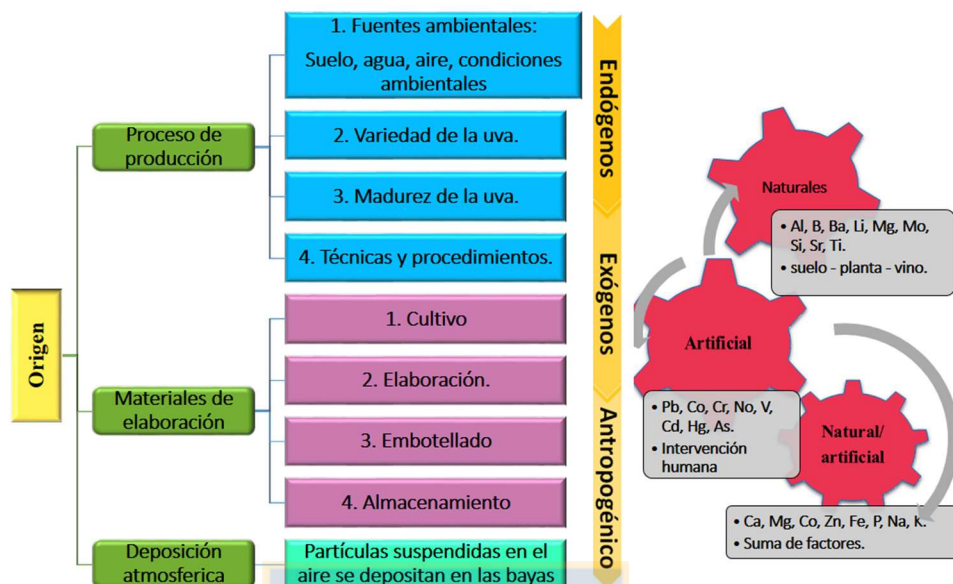 Origen
Proceso de
producción
1. Fuentes ambientales:
Suelo, agua, aire, condiciones
ambientales
2. Variedad de la uva.
3. Madurez de la uva.
4. Técnicas y procedimientos.
Materiales de
elaboración
1. Cultivo
2. Elaboración.
3. Embotellado
4. Almacenamiento
Deposición
atmosferica
Partículas suspendidas en el
aire se depositan en las bayas
Endógenos
Exógenos
Antropogénico
Naturales
• Al, B, Ba, Li, Mg, Mo,
Si, Sr, Ti.
• suelo - planta - vino.
Artificial
• Pb, Co, Cr, No, V,
Cd, Hg, As.
• Intervención
humana
Natural/
artificial
• Ca, Mg, Co, Zn, Fe, P, Na, K.
• Suma de factores.